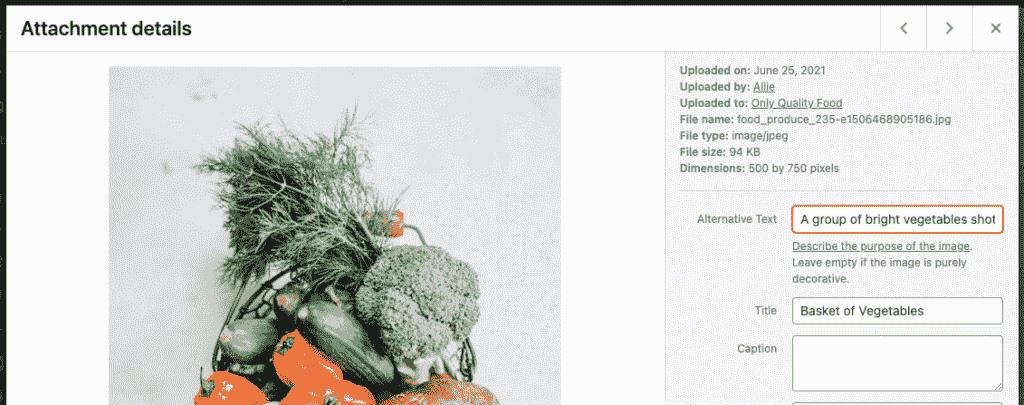 Attachment details
Uploaded on: June 25, 2021
Uploaded by: Allie
Uploaded to: Only Quality Food
File name: food_produce_235-e1506468905186.jpg
File type: image/jpeg
File size: 94 KB
Dimensions: 500 by 750 pixels
Alternative Text A group of bright vegetables shot
Describe the purpose of the image.
Leave empty if the image is purely
decorative.
Title Basket of Vegetables
Caption